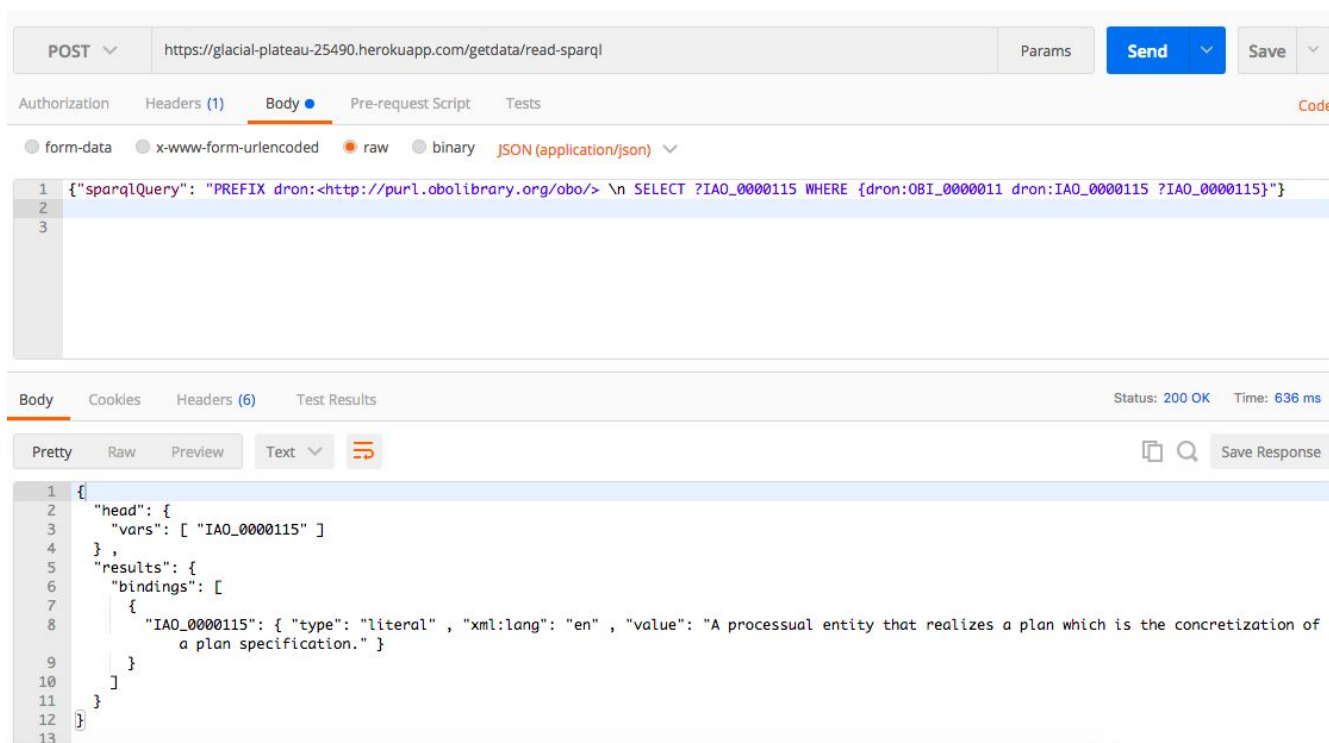 POST https://glacial-plateau-25490.herokuapp.com/getdata/read-sparql Params Send Save
Authorization Headers (1) Body Pre-request Script Tests Code
form-data x-www-form-urlencoded raw binary JSON (application/json)
1 {"sparqlQuery": "PREFIX dron:<http://purl.obolibrary.org/obo/> \n SELECT ?IAO_0000115 WHERE {dron:OBI_0000011 dron:IAO_0000115 ?IAO_0000115}"}
2
3
Body Cookies Headers (6) Test Results Status: 200 OK Time: 636 ms
Pretty Raw Preview Text Save Response
1 {
2 "head": {
3 "vars": [ "IAO_0000115" ]
4 } ,
5 "results": {
6 "bindings": [
7 {
8 "IAO_0000115": { "type": "literal" , "xml:lang": "en" , "value": "A processual entity that realizes a plan which is the concretization of
a plan specification." }
9 }
10 ]
11 }
12 }
13